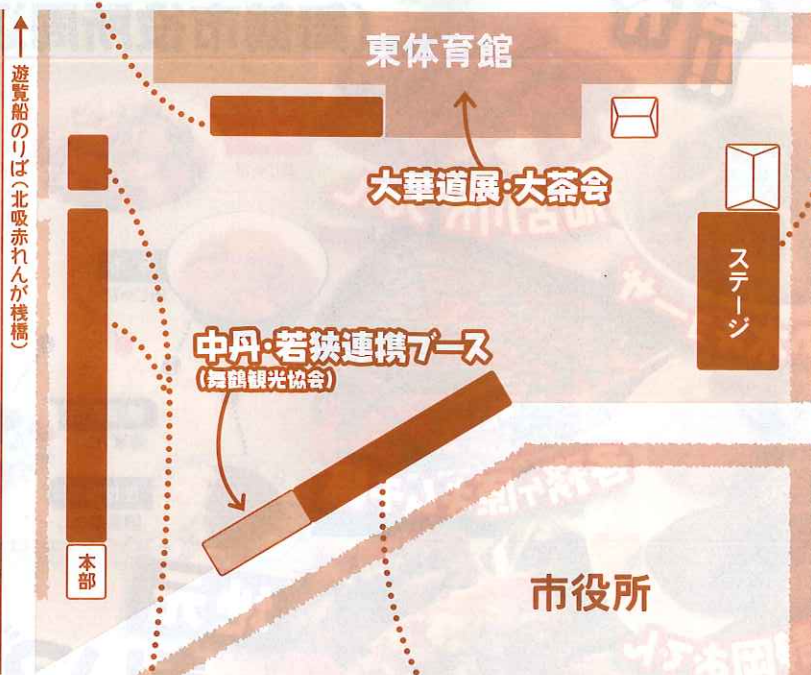 東体育館
遊覧船のりば(北吸赤れんが桟橋)
大華道展・大茶会
ステージ
中丹・若狭連携ブース
(舞鶴観光協会)
本部
市役所